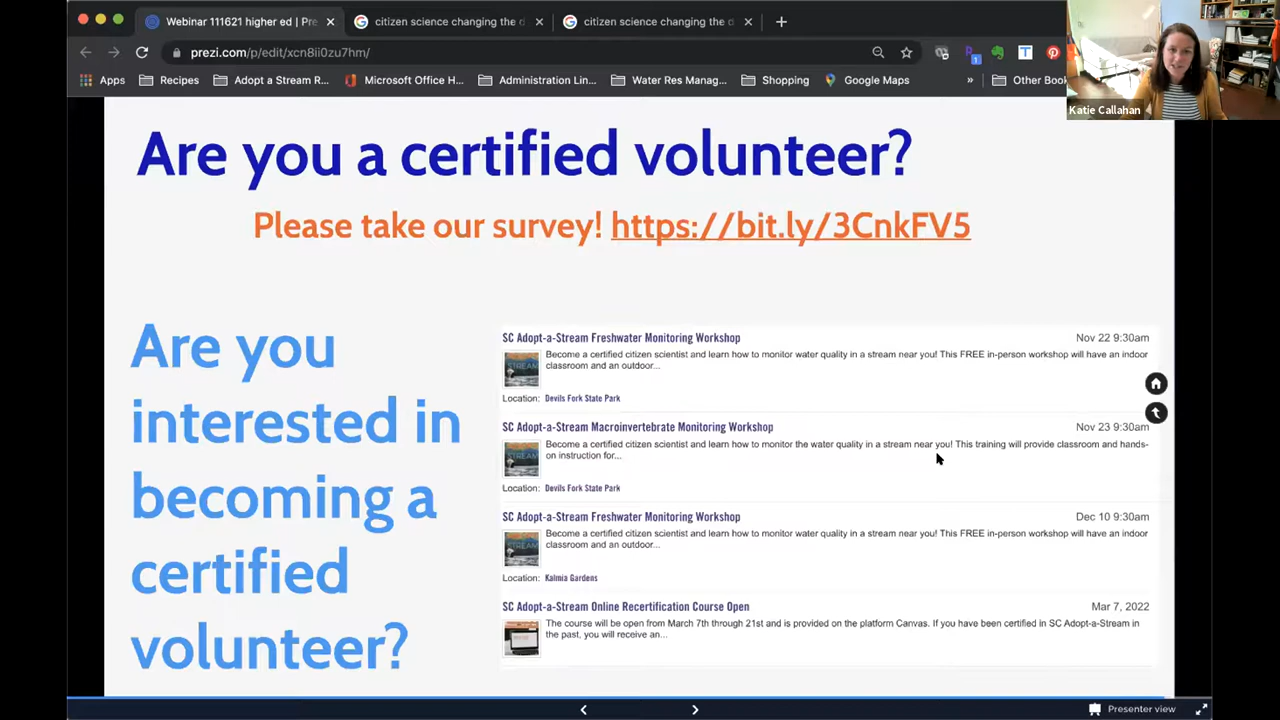 Webinar 111621 higher ed | Pre
citizen science changing the d
citizen science changing the d
prezi.com/p/edit/xcn8ii0zu7hm/
Apps
Recipes
Adopt a Stream R...
Microsoft Office H...
Administration Lin...
Water Res Manag...
Shopping
Google Maps
»
Other Book
Katie Callahan
Are you a certified volunteer?
Please take our survey! https://bit.ly/3CnkFV5
Are you
interested in
becoming a
certified
volunteer?
SC Adopt-a-Stream Freshwater Monitoring Workshop Nov 22 9:30am
STREAM
Become a certified citizen scientist and learn how to monitor water quality in a stream near you! This FREE in-person workshop will have an indoor
classroom and an outdoor...
Location: Devils Fork State Park
SC Adopt-a-Stream Macroinvertebrate Monitoring Workshop Nov 23 9:30am
STREAM
Become a certified citizen scientist and learn how to monitor the water quality in a stream near you! This training will provide classroom and hands-
on instruction for...
Location: Devils Fork State Park
SC Adopt-a-Stream Freshwater Monitoring Workshop Dec 10 9:30am
STREAM
Become a certified citizen scientist and learn how to monitor water quality in a stream near you! This FREE in-person workshop will have an indoor
classroom and an outdoor...
Location: Kalmia Gardens
SC Adopt-a-Stream Online Recertification Course Open Mar 7, 2022
The course will be open from March 7th through 21st and is provided on the platform Canvas. If you have been certified in SC Adopt-a-Stream in
the past, you will receive an...
Presenter view